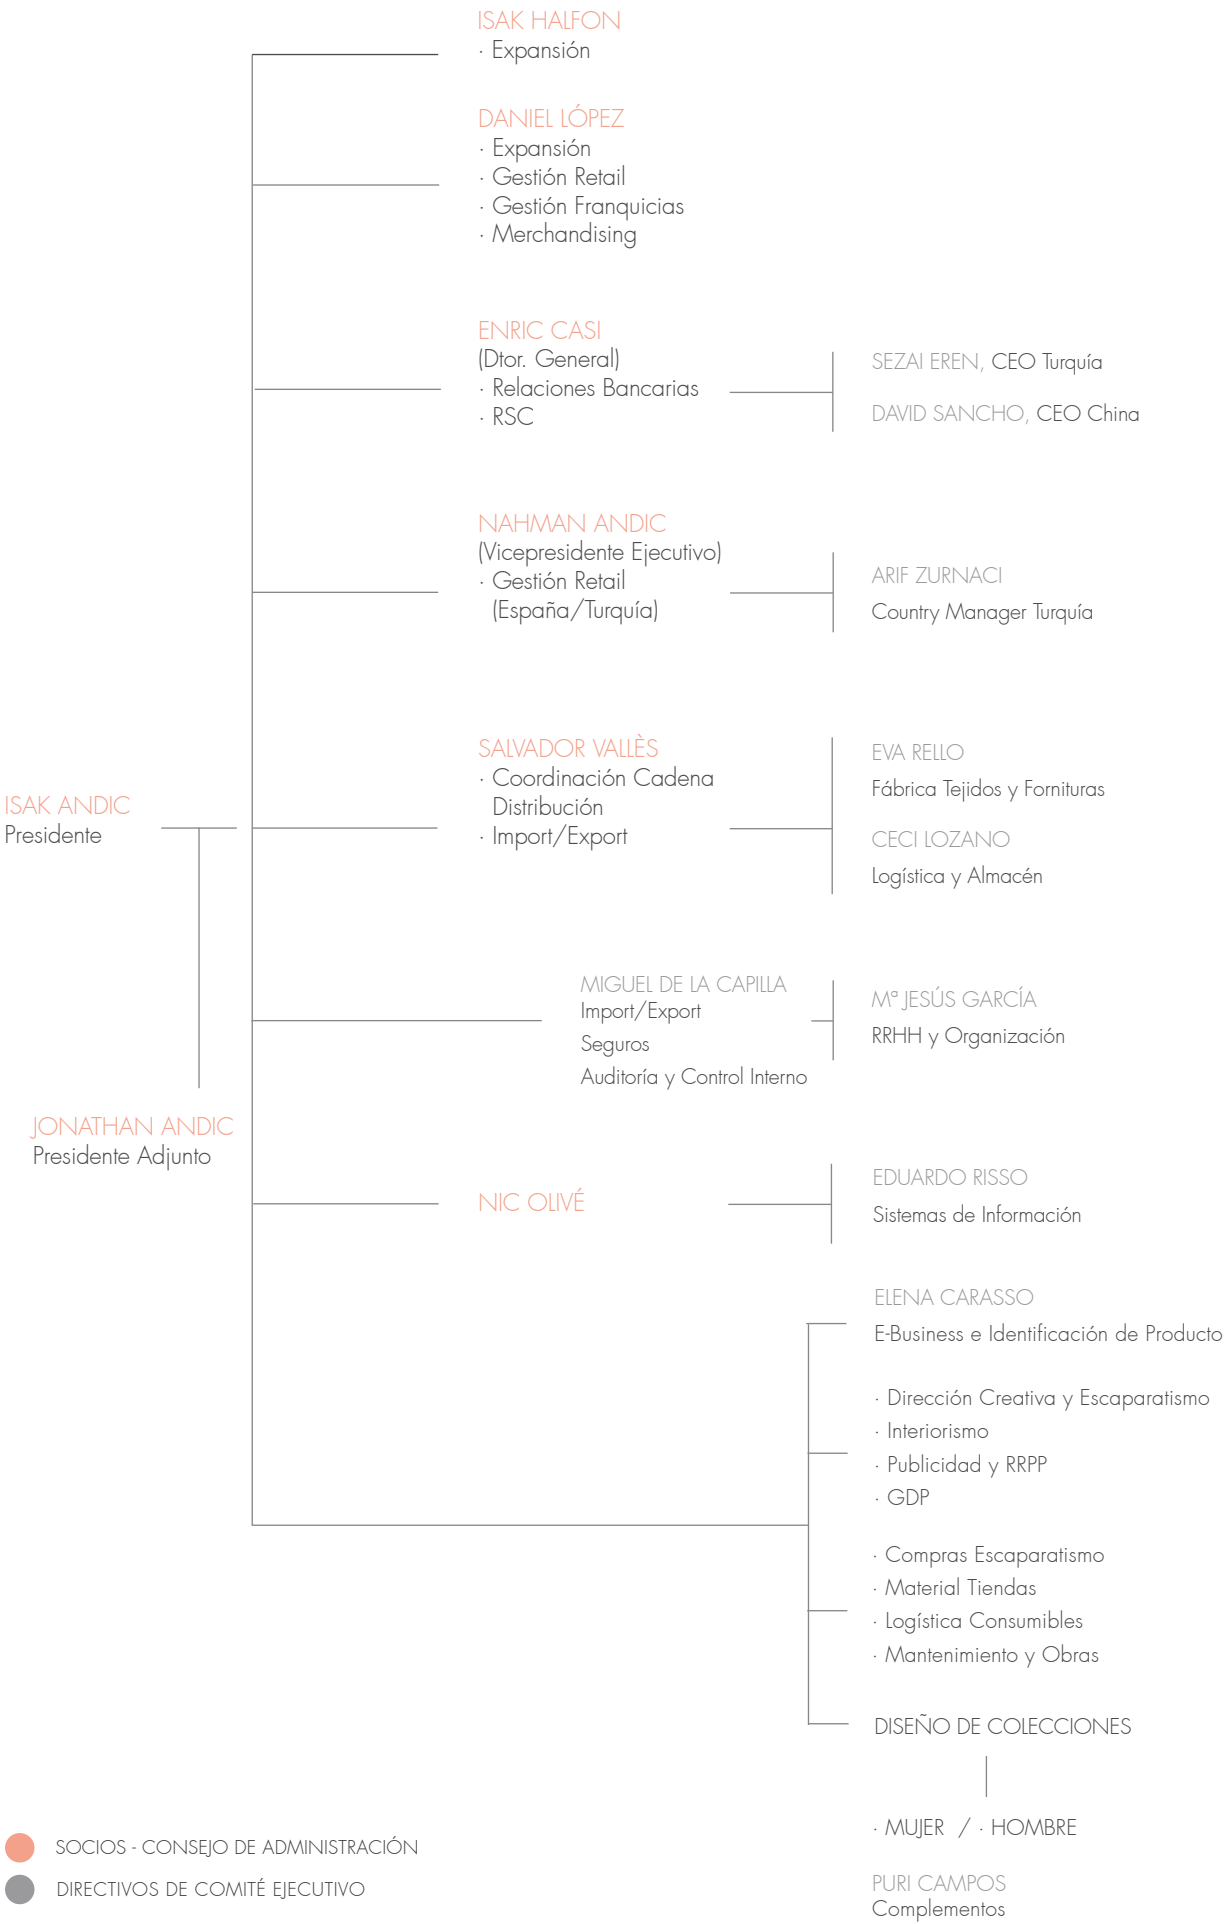 ISAK HALFON
· Expansión
DANIEL LÓPEZ
· Expansión
· Gestión Retail
· Gestión Franquicias
· Merchandising
ENRIC CASI
(Dtor. General)
· Relaciones Bancarias
· RSC
SEZAI EREN, CEO Turquía
DAVID SANCHO, CEO China
NAHMAN ANDIC
(Vicepresidente Ejecutivo)
· Gestión Retail
(España/Turquía)
ARIF ZURNACI
Country Manager Turquía
SALVADOR VALLÈS
· Coordinación Cadena
Distribución
· Import/Export
EVA RELLO
Fábrica Tejidos y Fornituras
CECI LOZANO
Logística y Almacén
ISAK ANDIC
Presidente
MIGUEL DE LA CAPILLA
Import/Export
Seguros
Auditoría y Control Interno
Mª JESÚS GARCÍA
RRHH y Organización
JONATHAN ANDIC
Presidente Adjunto
NIC OLIVÉ
EDUARDO RISSO
Sistemas de Información
ELENA CARASSO
E-Business e Identificación de Producto
· Dirección Creativa y Escaparatismo
· Interiorismo
· Publicidad y RRPP
· GDP
· Compras Escaparatismo
· Material Tiendas
· Logística Consumibles
· Mantenimiento y Obras
DISEÑO DE COLECCIONES
· MUJER / · HOMBRE
PURI CAMPOS
Complementos
SOCIOS - CONSEJO DE ADMINISTRACIÓN
DIRECTIVOS DE COMITÉ EJECUTIVO